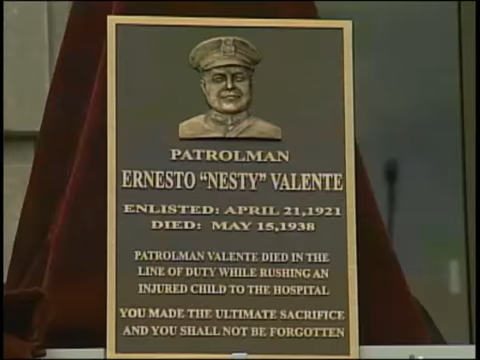 PATROLMAN
ERNESTO "NESTY" VALENTE
ENLISTED: APRIL 21,1921
DIED: MAY 15,1938
PATROLMAN VALENTE DIED IN THE
LINE OF DUTY WHILE RUSHING AN
INJURED CHILD TO THE HOSPITAL
YOU MADE THE ULTIMATE SACRIFICE
AND YOU SHALL NOT BE FORGOTTEN